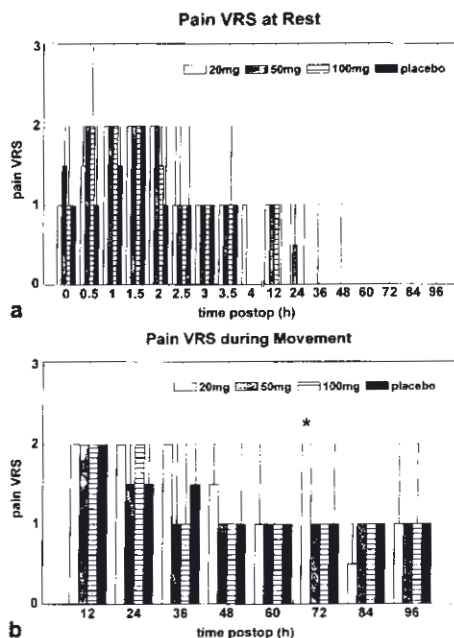 Pain VRS at Rest
3
20mg 50mg 100mg placebo
2
pain VRS
1
0
0 0.5 1 1.5 2 2.5 3 3.5 4 12 24 36 48 60 72 84 96
time postop (h)
a
Pain VRS during Movement
3
20mg 50mg 100mg placebo
*
2
pain VRS
1
0
12 24 36 48 60 72 84 96
time postop (h)
b